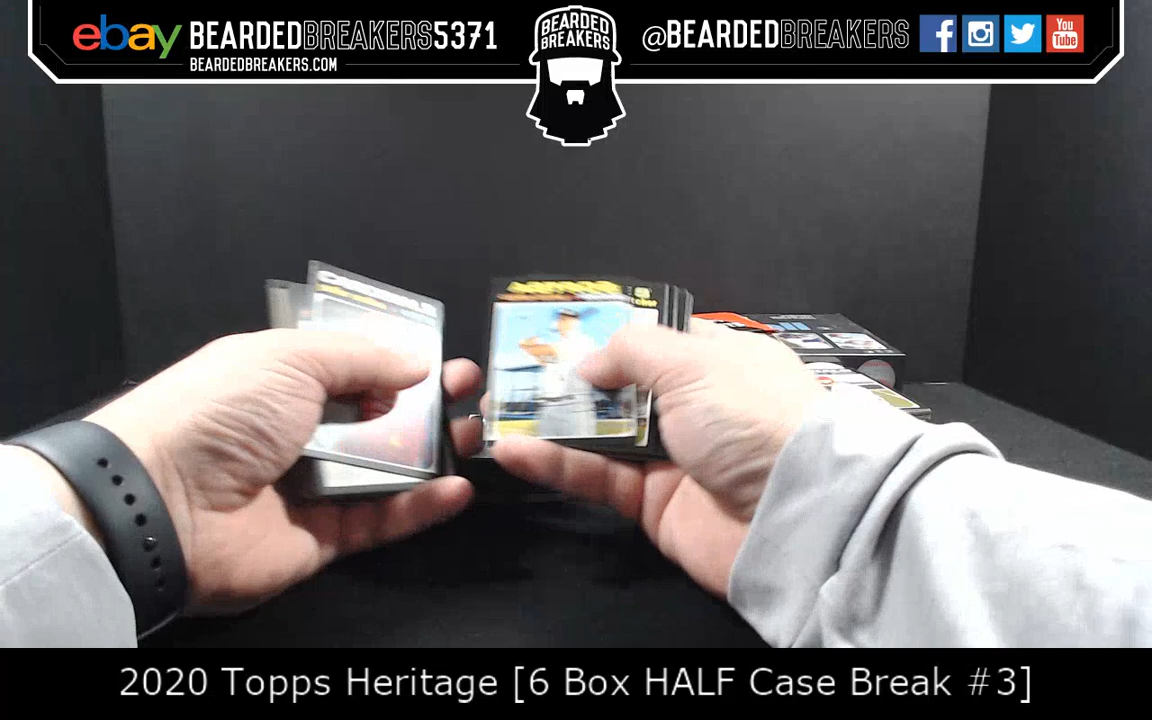 ebay BEARDEDBREAKERS5371
BEARDEDBREAKERS.COM
BEARDED
BREAKERS
@BEARDEDBREAKERS
You
Tube
2020 Topps Heritage [6 Box HALF Case Break #3]